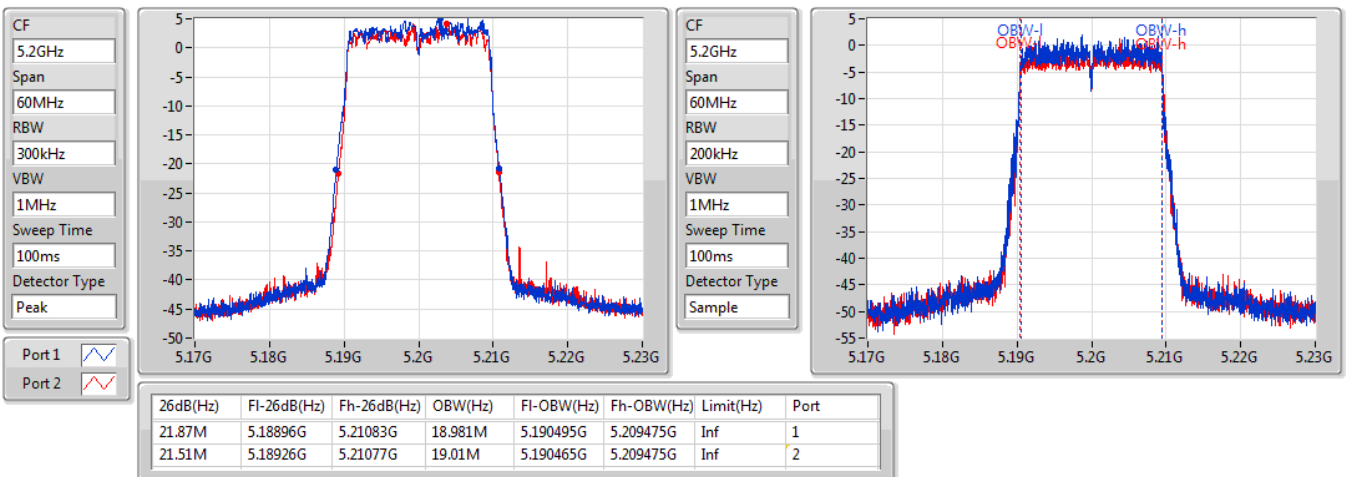 CF
5.2GHz
Span
60MHz
RBW
300kHz
VBW
1MHz
Sweep Time
100ms
Detector Type
Peak
Port 1
Port 2
5
0
-5
-10
-15
-20
-25
-30
-35
-40
-45
-50
5.17G 5.18G 5.19G 5.2G 5.21G 5.22G 5.23G
CF
5.2GHz
Span
60MHz
RBW
200kHz
VBW
1MHz
Sweep Time
100ms
Detector Type
Sample
5
0
-5
-10
-15
-20
-25
-30
-35
-40
-45
-50
-55
OBW-l OBW-h
OBW-l OBW-h
5.17G 5.18G 5.19G 5.2G 5.21G 5.22G 5.23G
26dB(Hz) Fl-26dB(Hz) Fh-26dB(Hz) OBW(Hz) Fl-OBW(Hz) Fh-OBW(Hz) Limit(Hz) Port
21.87M 5.18896G 5.21083G 18.981M 5.190495G 5.209475G Inf 1
21.51M 5.18926G 5.21077G 19.01M 5.190465G 5.209475G Inf 2